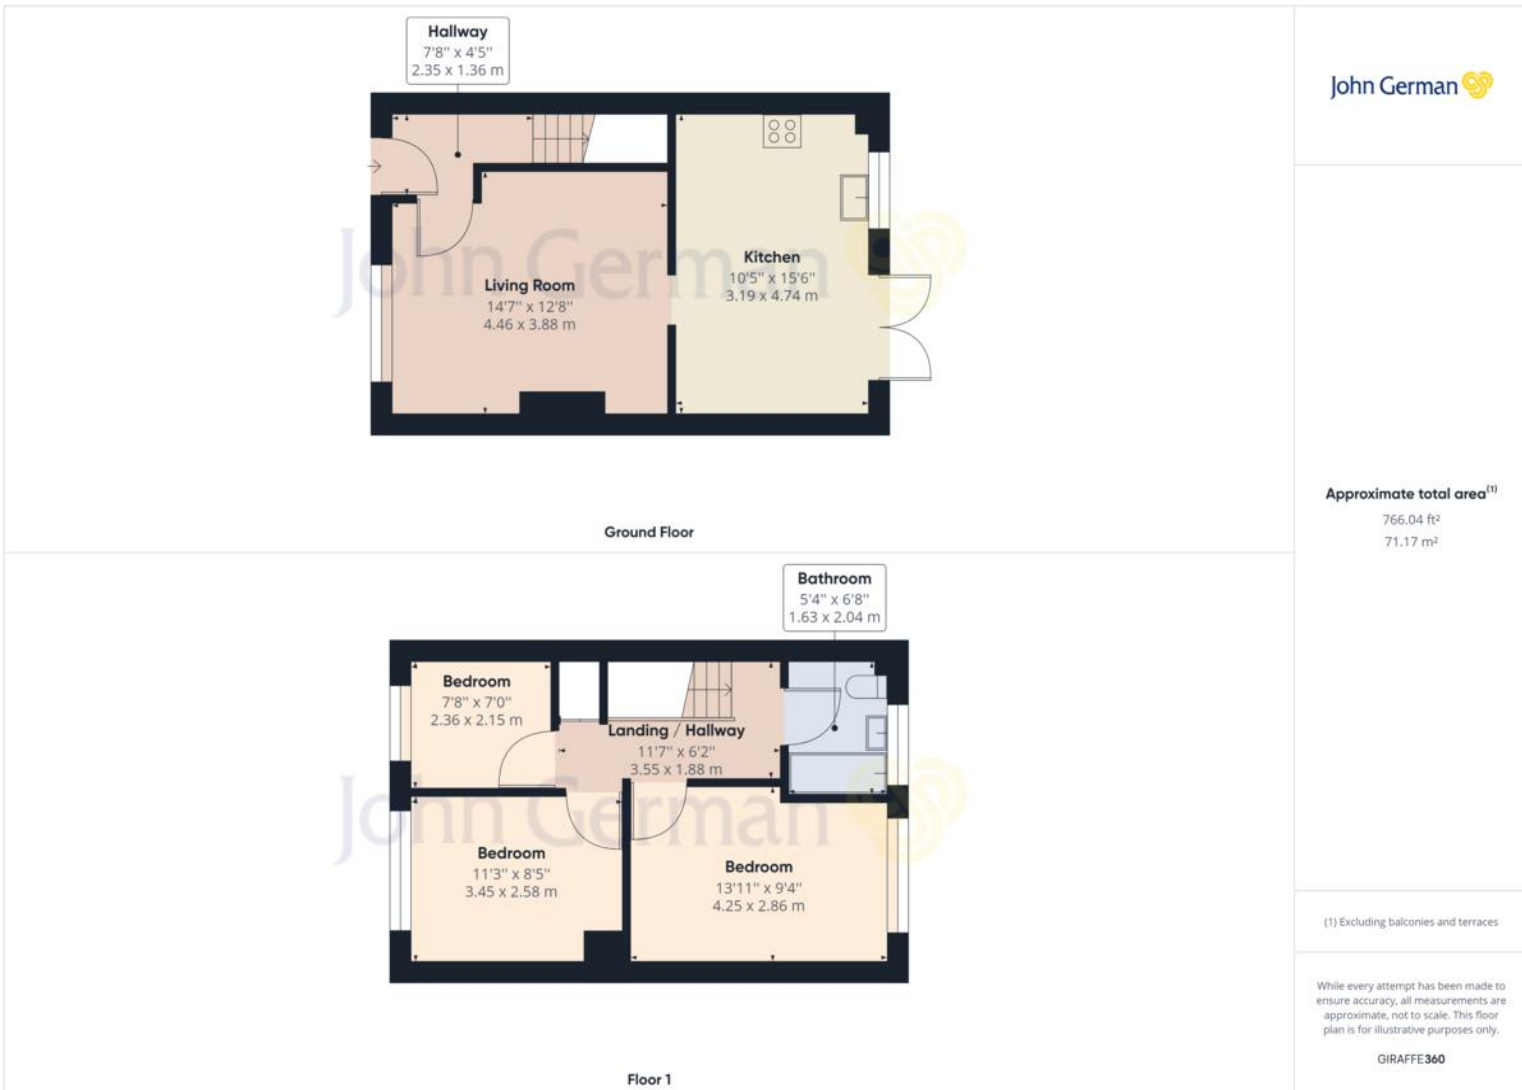 Hallway
7'8" x 4'5"
2.35 x 1.36 m
Living Room
14'7" x 12'8"
4.46 x 3.88 m
Kitchen
10'5" x 15'6"
3.19 x 4.74 m
John German
Ground Floor
Bathroom
5'4" x 6'8"
1.63 x 2.04 m
Bedroom
7'8" x 7'0"
2.36 x 2.15 m
Landing / Hallway
11'7" x 6'2"
3.55 x 1.88 m
Bedroom
11'3" x 8'5"
3.45 x 2.58 m
Bedroom
13'11" x 9'4"
4.25 x 2.86 m
John German
Floor 1
John German
Approximate total area(1)
766.04 ft²
71.17 m²
(1) Excluding balconies and terraces
While every attempt has been made to
ensure accuracy, all measurements are
approximate, not to scale. This floor
plan is for illustrative purposes only.
GIRAFFE360